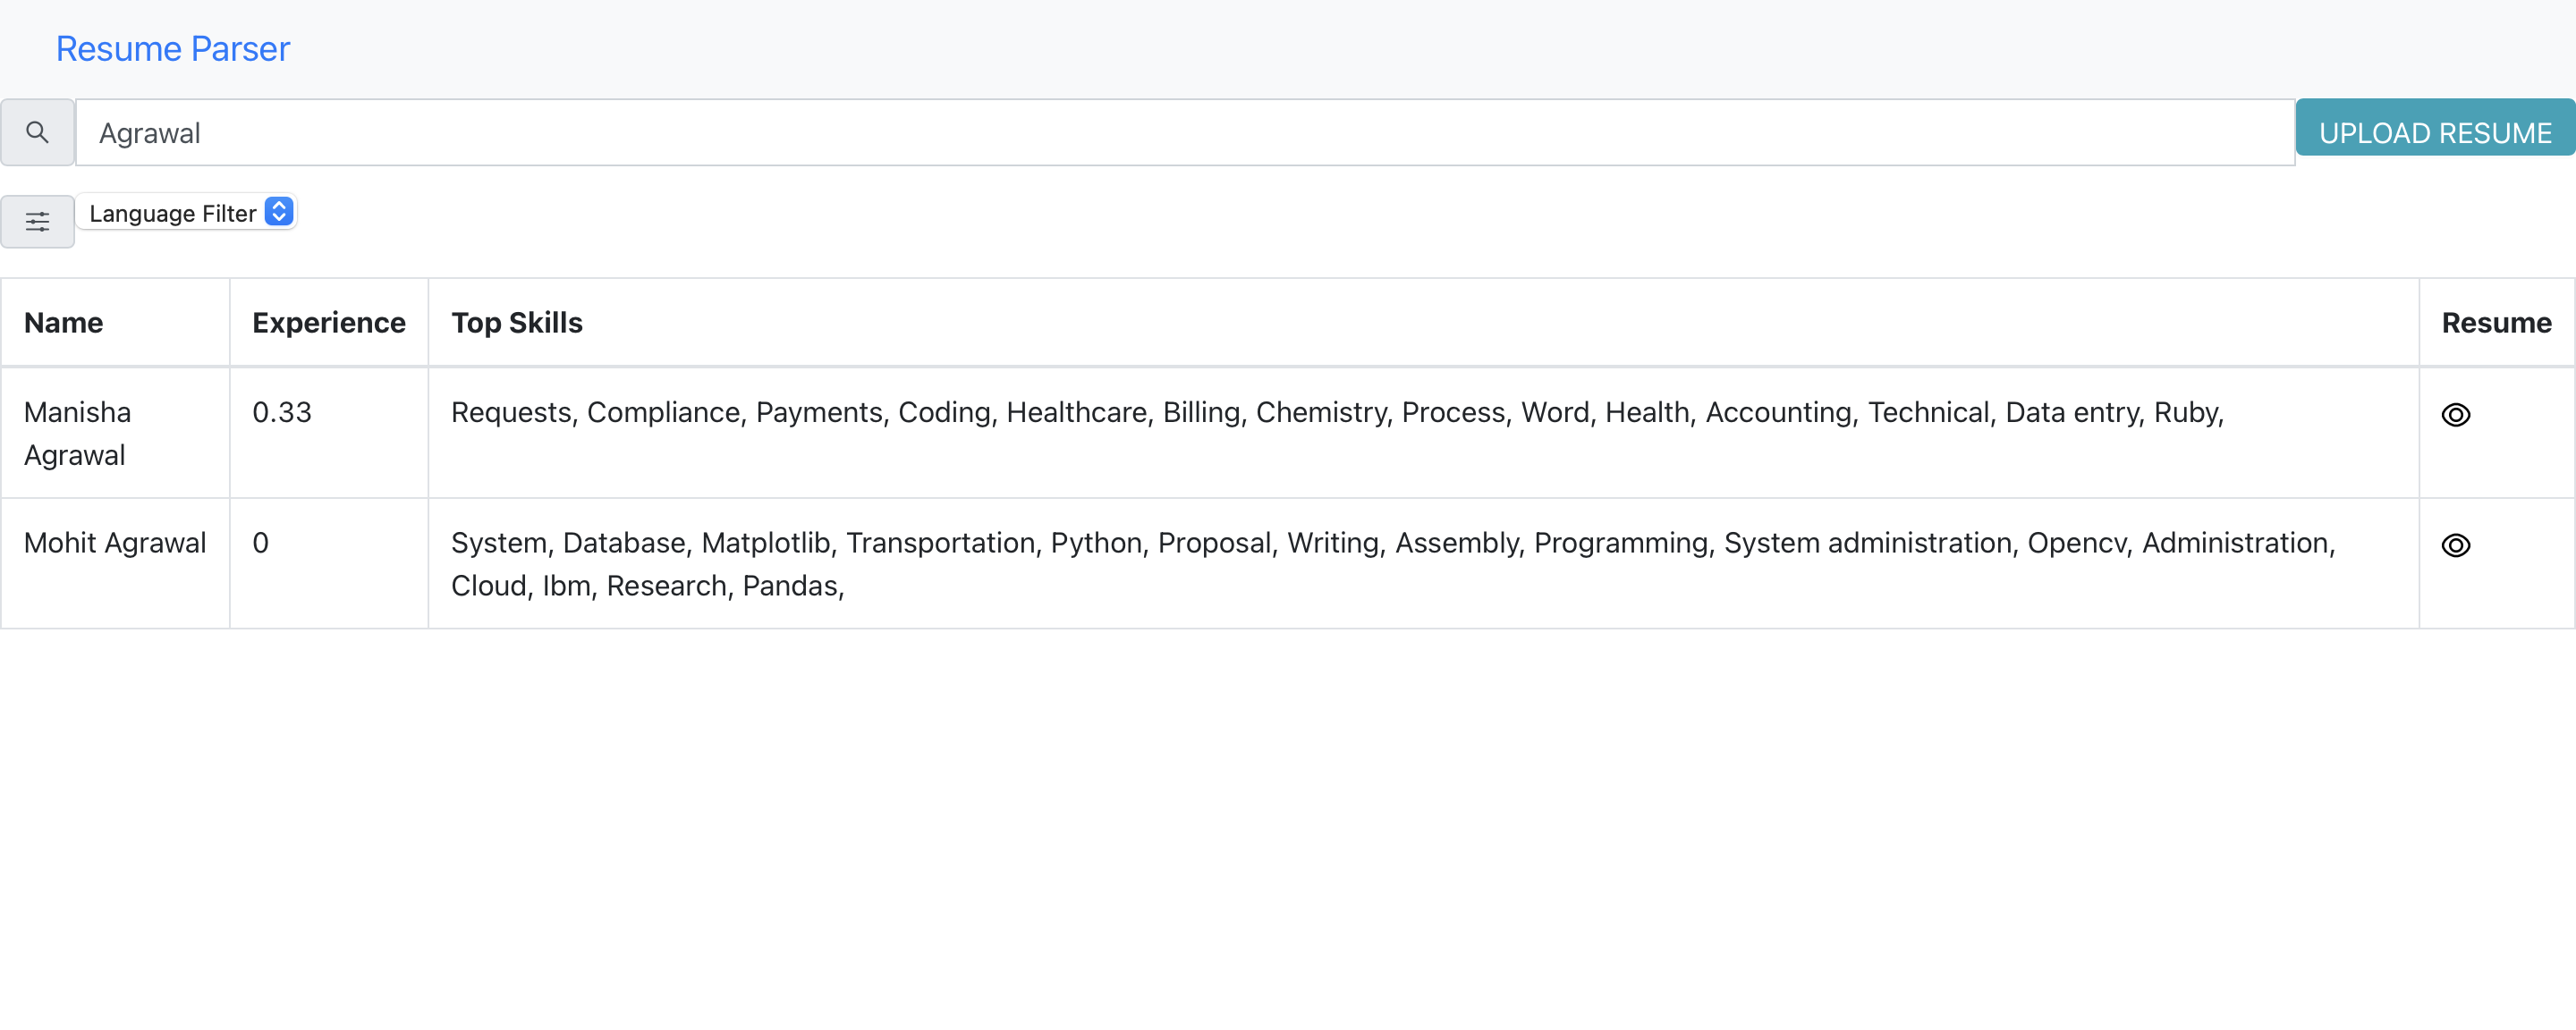 Resume Parser
Agrawal
UPLOAD RESUME
Language Filter
Name Experience Top Skills Resume
Manisha Agrawal 0.33 Requests, Compliance, Payments, Coding, Healthcare, Billing, Chemistry, Process, Word, Health, Accounting, Technical, Data entry, Ruby,
Mohit Agrawal 0 System, Database, Matplotlib, Transportation, Python, Proposal, Writing, Assembly, Programming, System administration, Opencv, Administration,
Cloud, Ibm, Research, Pandas,